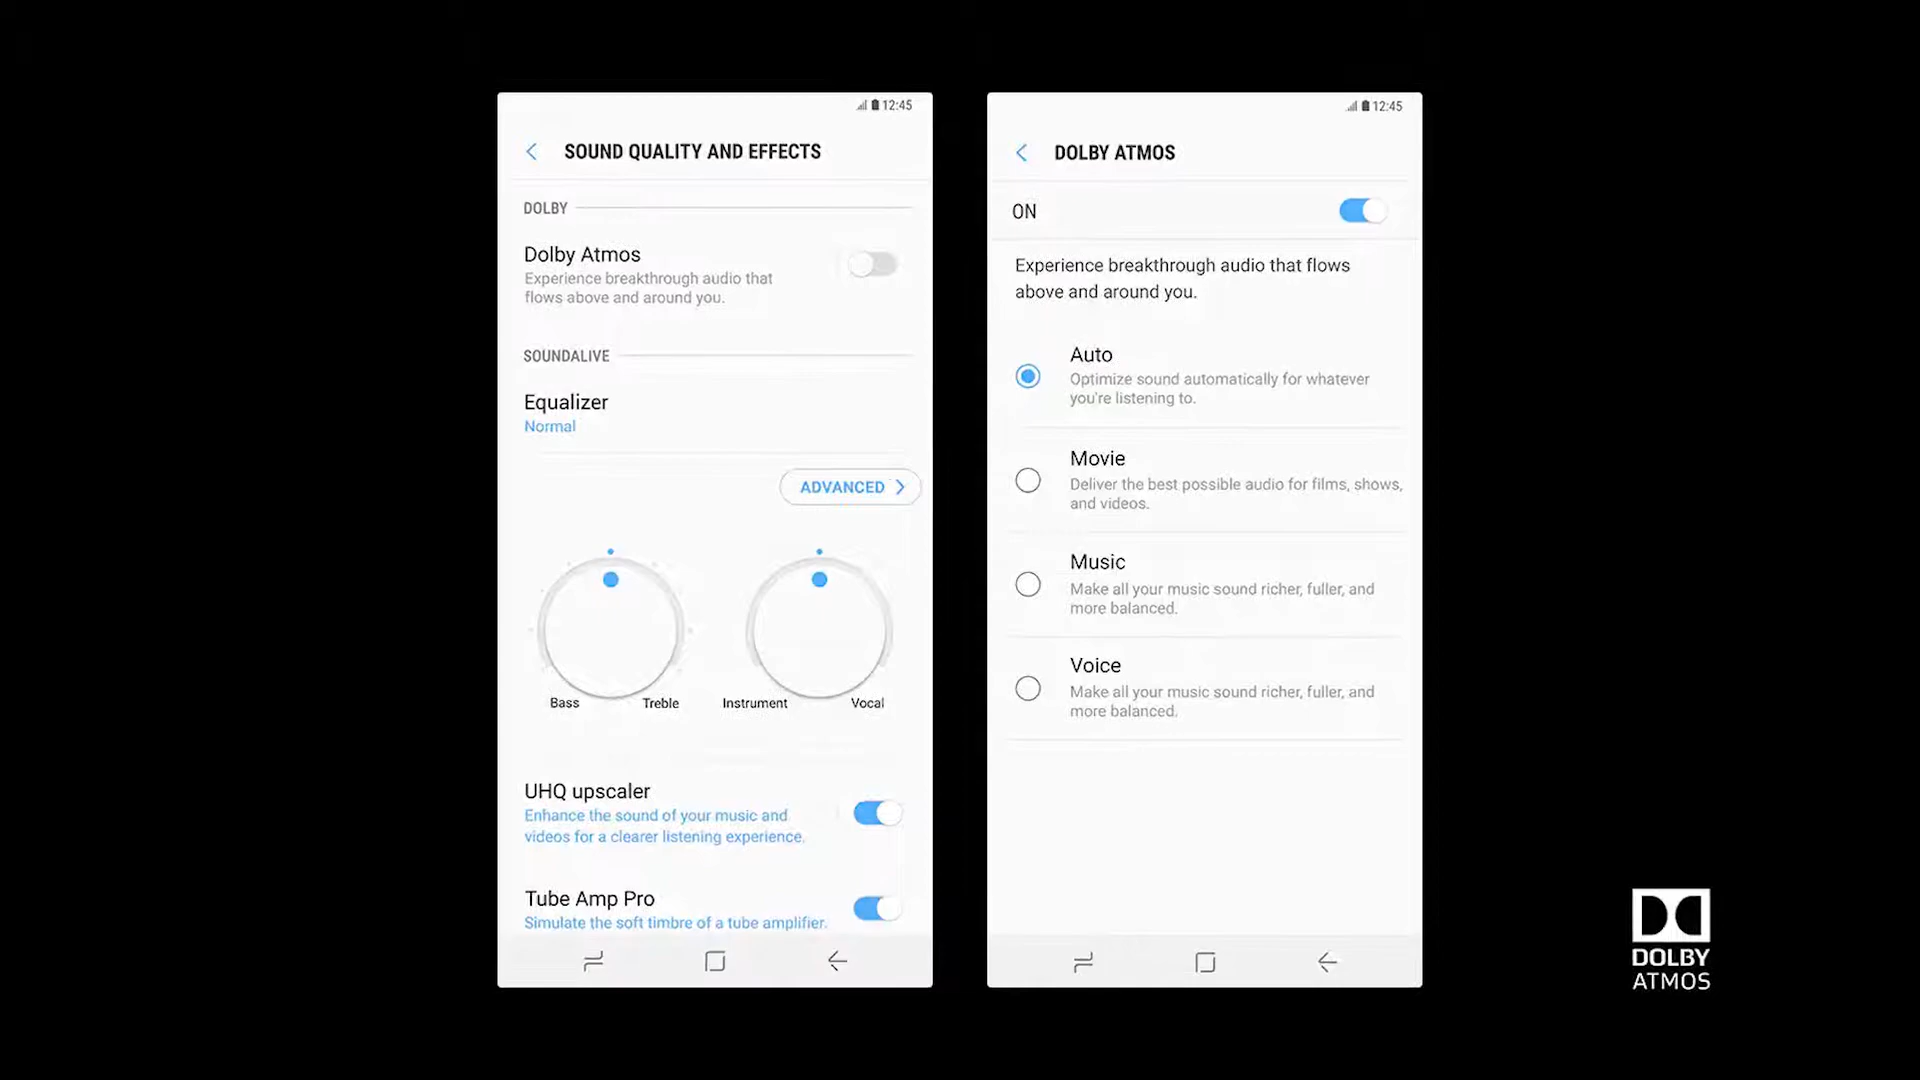 12:45
SOUND QUALITY AND EFFECTS
DOLBY
Dolby Atmos
Experience breakthrough audio that
flows above and around you.
SOUNDALIVE
Equalizer
Normal
ADVANCED
Bass
Treble
Instrument
Vocal
UHQ upscaler
Enhance the sound of your music and
videos for a clearer listening experience.
Tube Amp Pro
Simulate the soft timbre of a tube amplifier.
12:45
DOLBY ATMOS
ON
Experience breakthrough audio that flows
above and around you.
Auto
Optimize sound automatically for whatever
you're listening to.
Movie
Deliver the best possible audio for films, shows,
and videos.
Music
Make all your music sound richer, fuller, and
more balanced.
Voice
Make all your music sound richer, fuller, and
more balanced.
DOLBY
ATMOS